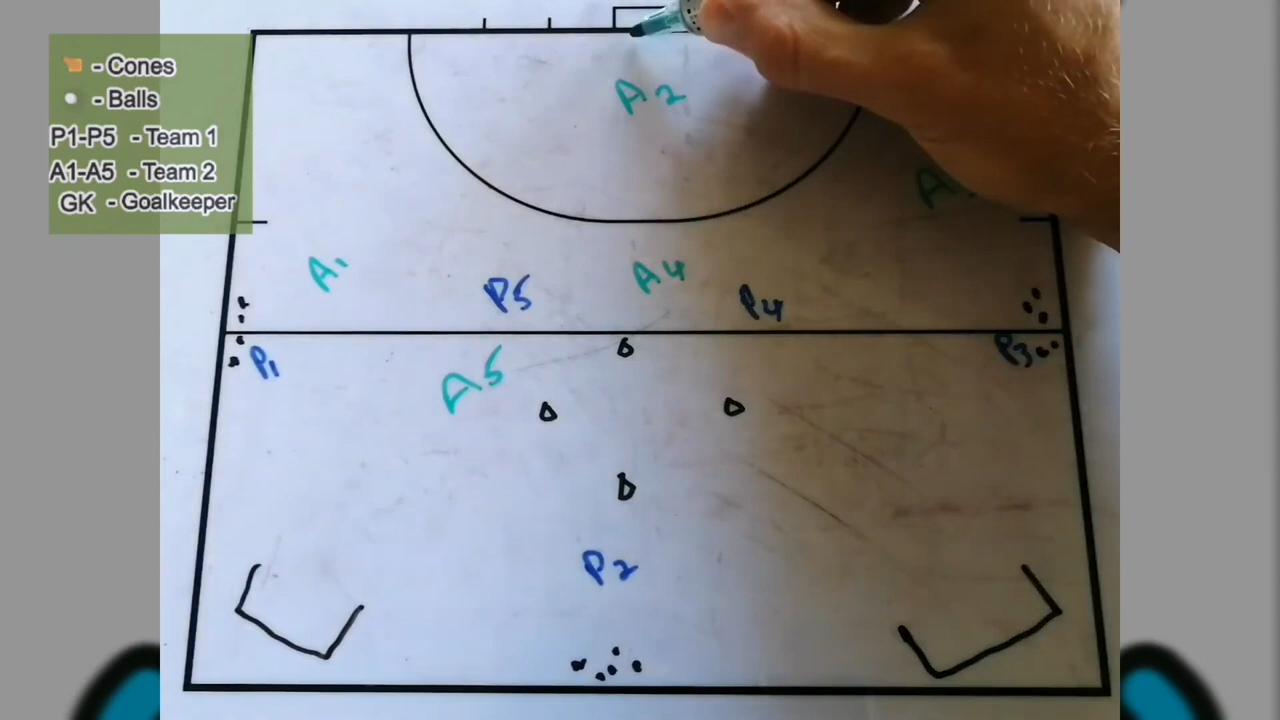 - Cones
- Balls
P1-P5 - Team 1
A1-A5 - Team 2
GK - Goalkeeper
A2
A1
P5
A4
P4
P1
A5
P3
P2